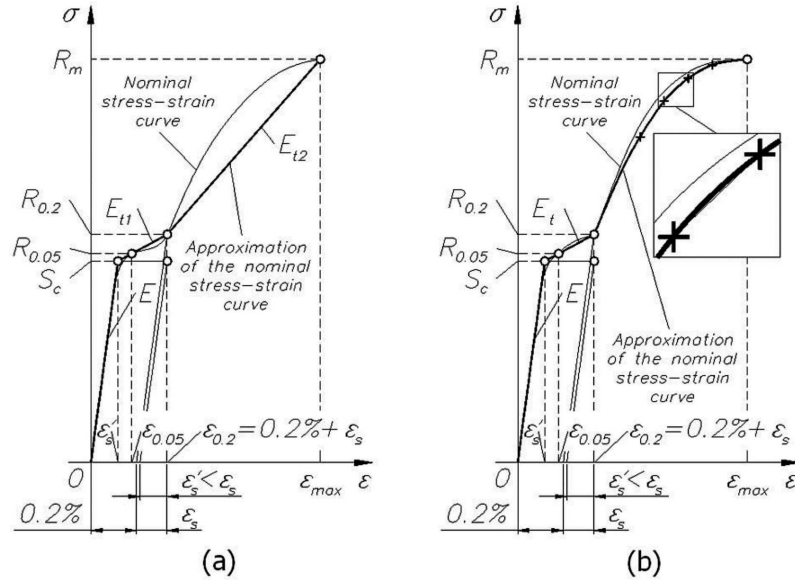 σ
R_m
Nominal
stress-strain
curve
E_t2
R_0.2
E_t1
R_0.05
S_c
Approximation
of the nominal
stress-strain
curve
E
ε_s'
ε_0.05
ε_0.2=0.2%+ε_s
0
ε_s'<ε_s
ε_max
ε
0.2%
ε_s
(a)
σ
R_m
Nominal
stress-strain
curve
R_0.2
E_t
R_0.05
S_c
E
Approximation
of the nominal
stress-strain
curve
ε_s'
ε_0.05
ε_0.2=0.2%+ε_s
0
ε_s'<ε_s
ε_max
ε
0.2%
ε_s
(b)